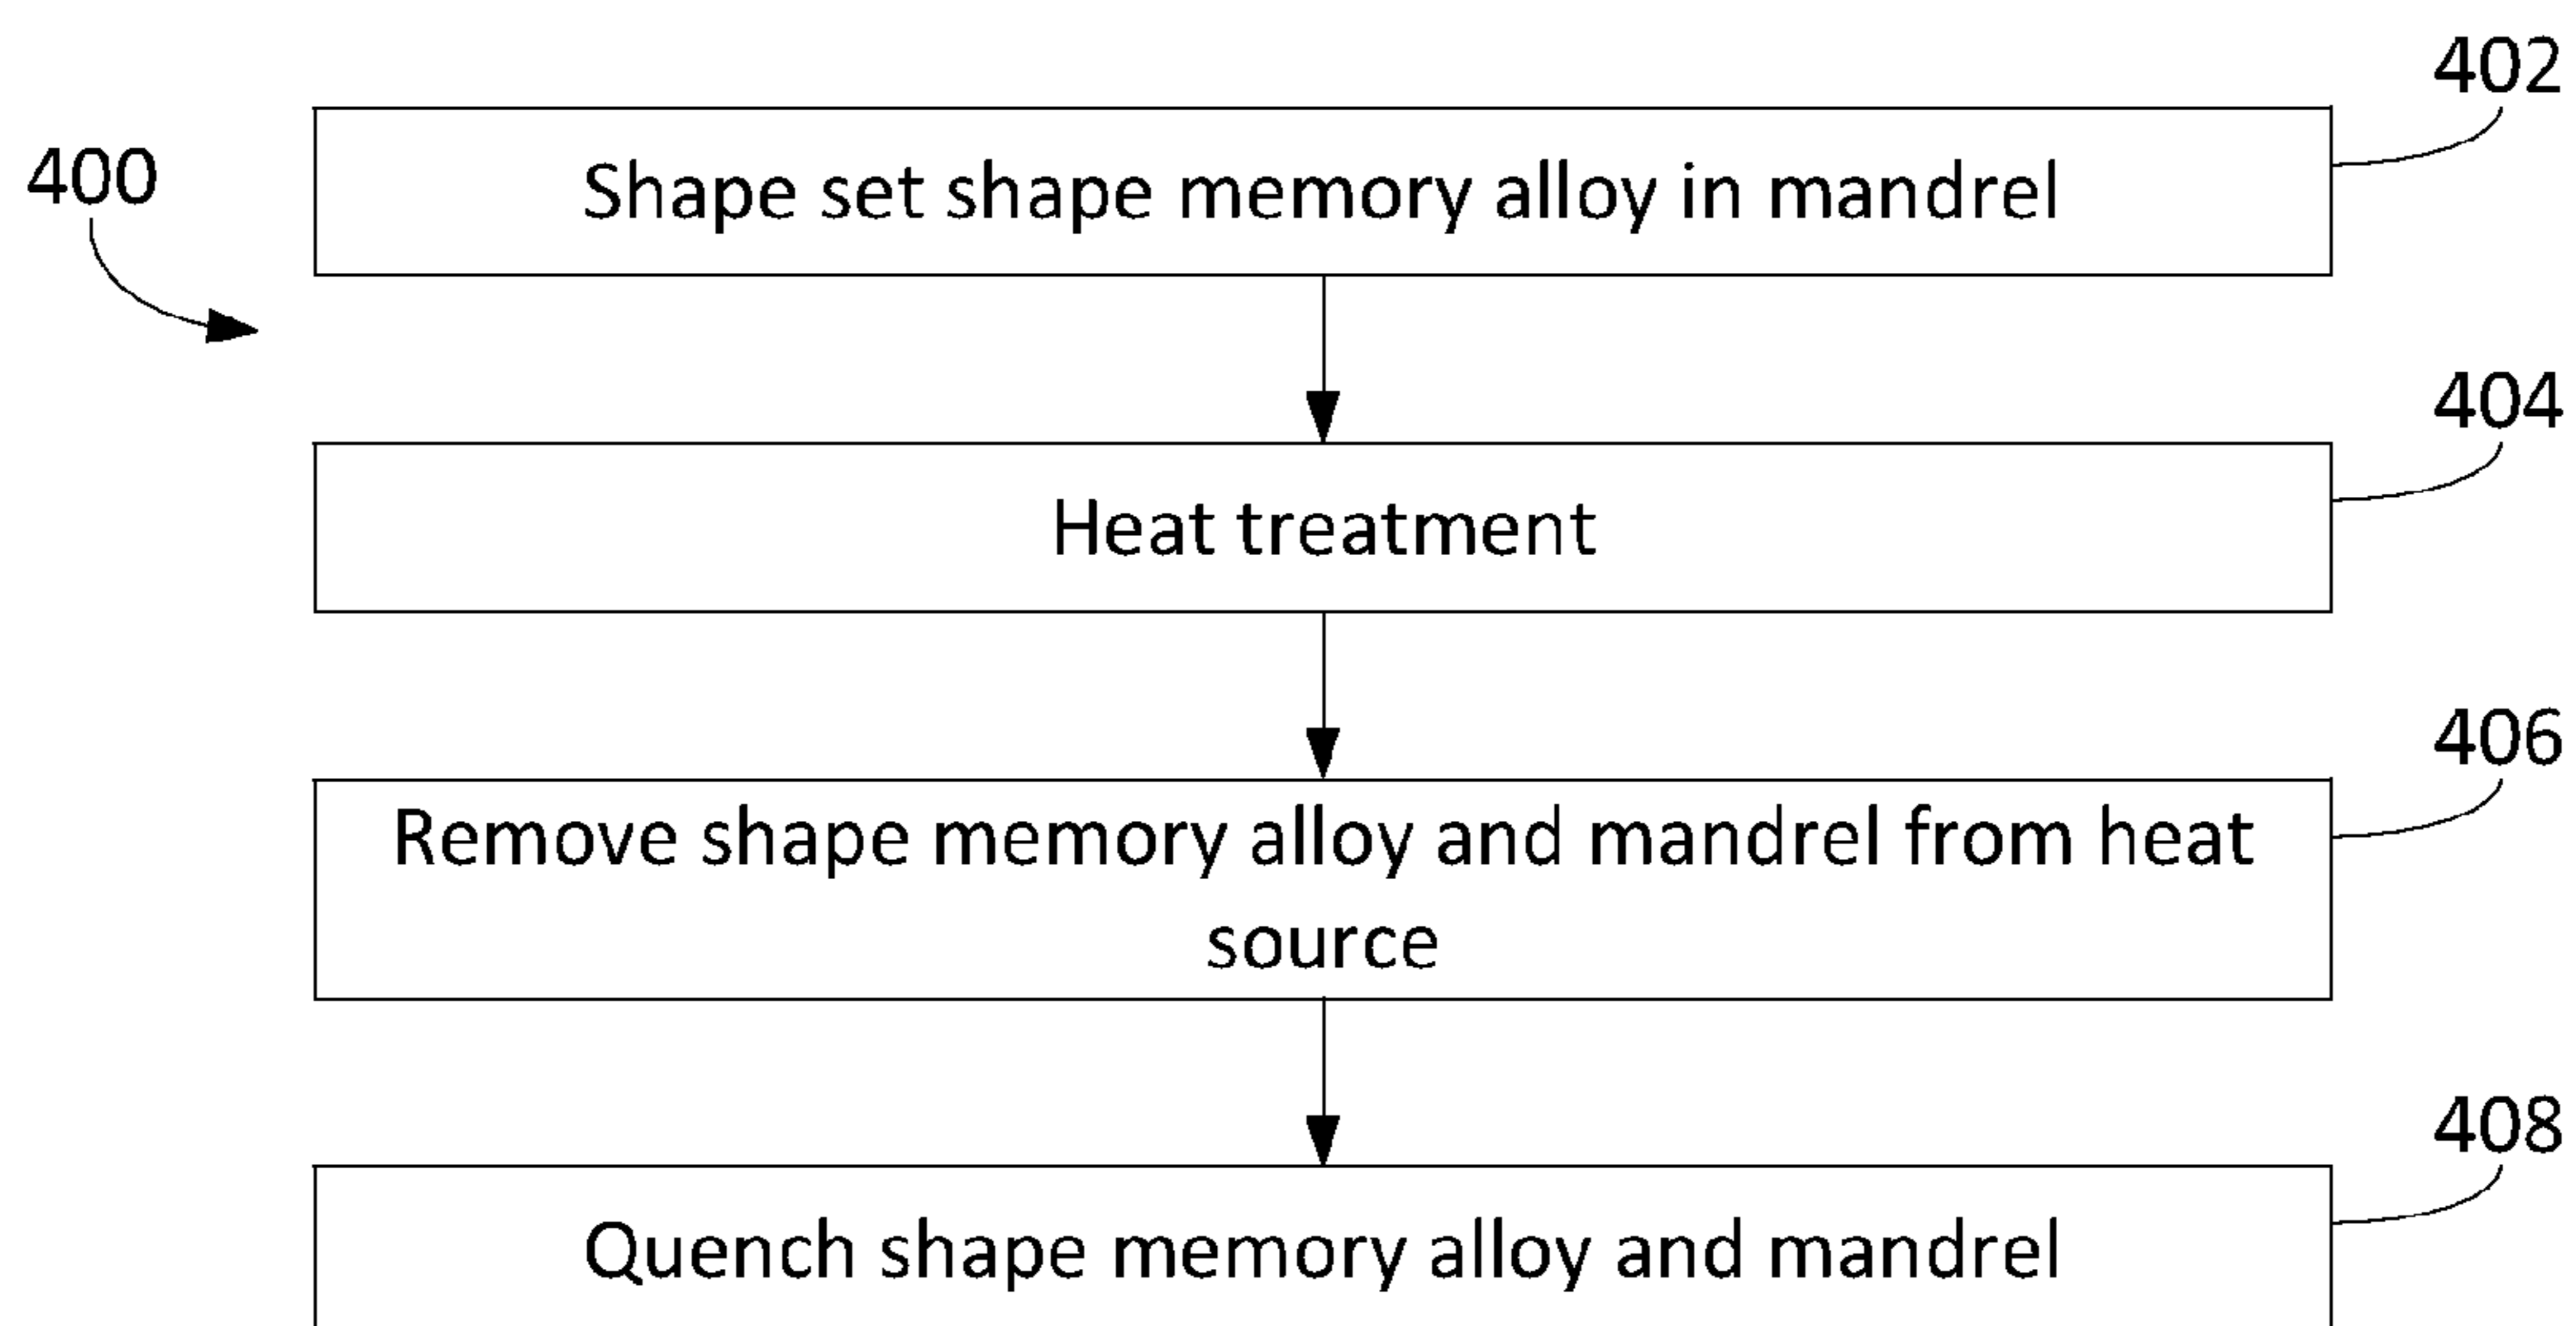 402
400
Shape set shape memory alloy in mandrel
404
Heat treatment
406
Remove shape memory alloy and mandrel from heat
source
408
Quench shape memory alloy and mandrel